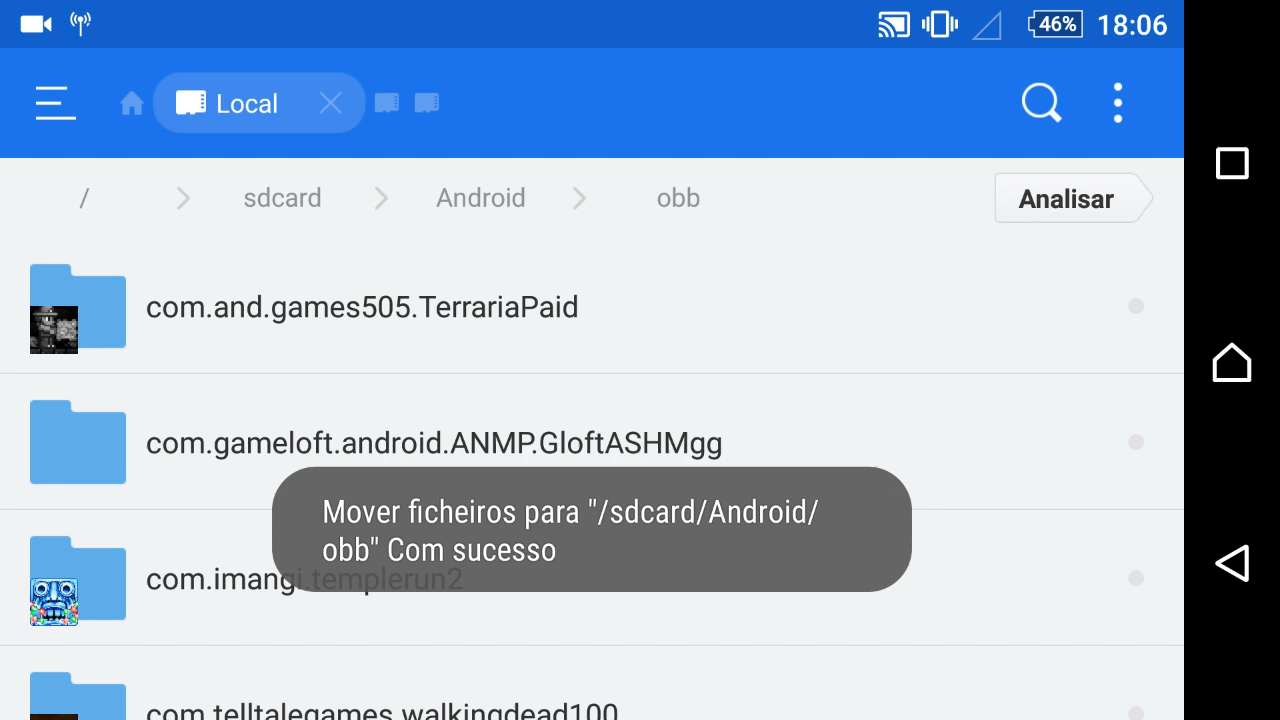 46% 18:06
Local
/ sdcard Android obb Analisar
com.and.games505.TerrariaPaid
com.gameloft.android.ANMP.GloftASHMgg
Mover ficheiros para "/sdcard/Android/
obb" Com sucesso
com.imangi.templerun2
com.telltalegames.walkingdead100